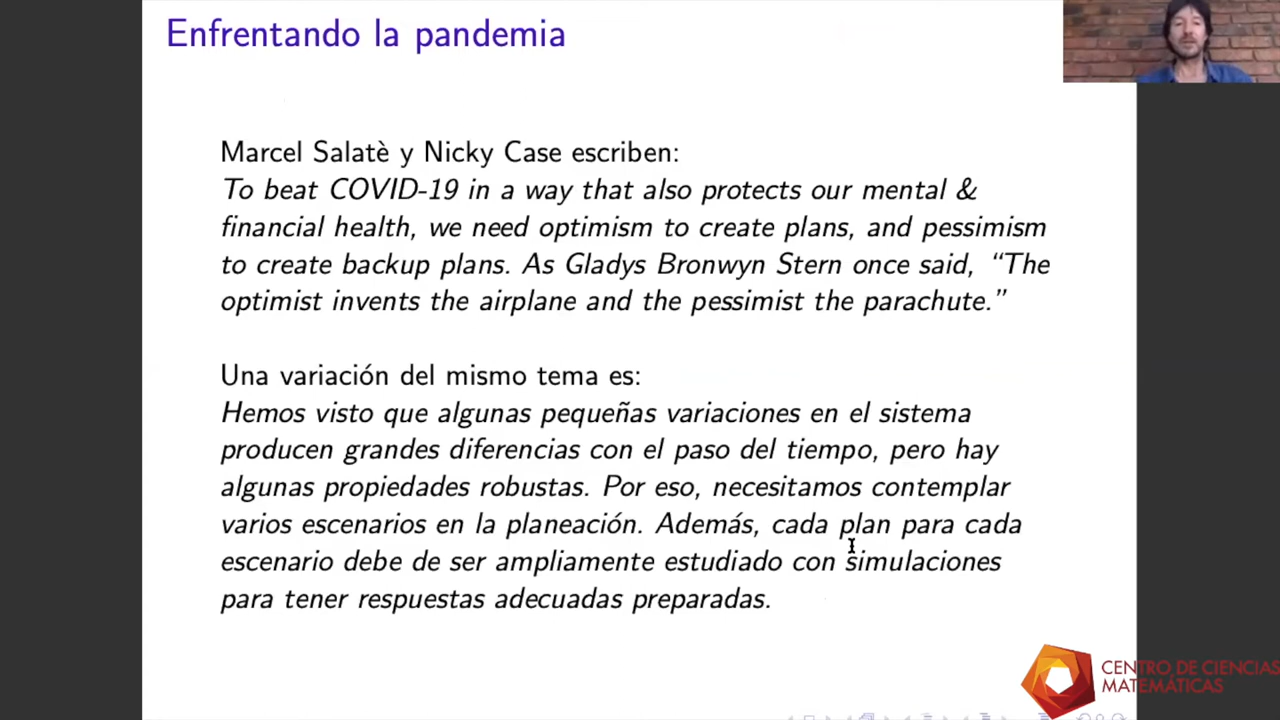 Enfrentando la pandemia
Marcel Salatè y Nicky Case escriben:
To beat COVID-19 in a way that also protects our mental &
financial health, we need optimism to create plans, and pessimism
to create backup plans. As Gladys Bronwyn Stern once said, “The
optimist invents the airplane and the pessimist the parachute.”
Una variación del mismo tema es:
Hemos visto que algunas pequeñas variaciones en el sistema
producen grandes diferencias con el paso del tiempo, pero hay
algunas propiedades robustas. Por eso, necesitamos contemplar
varios escenarios en la planeación. Además, cada plan para cada
escenario debe de ser ampliamente estudiado con simulaciones
para tener respuestas adecuadas preparadas.
CENTRO DE CIENCIAS
MATEMÁTICAS